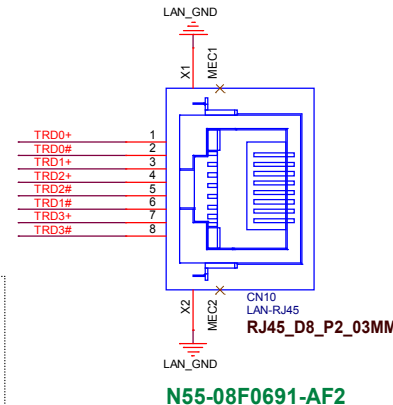 LAN_GND
X1
MEC1
TRD0+ 1
TRD0# 2
TRD1+ 3
TRD2+ 4
TRD2# 5
TRD1# 6
TRD3+ 7
TRD3# 8
X2
MEC2
CN10
LAN-RJ45
RJ45_D8_P2_03MM
LAN_GND
N55-08F0691-AF2